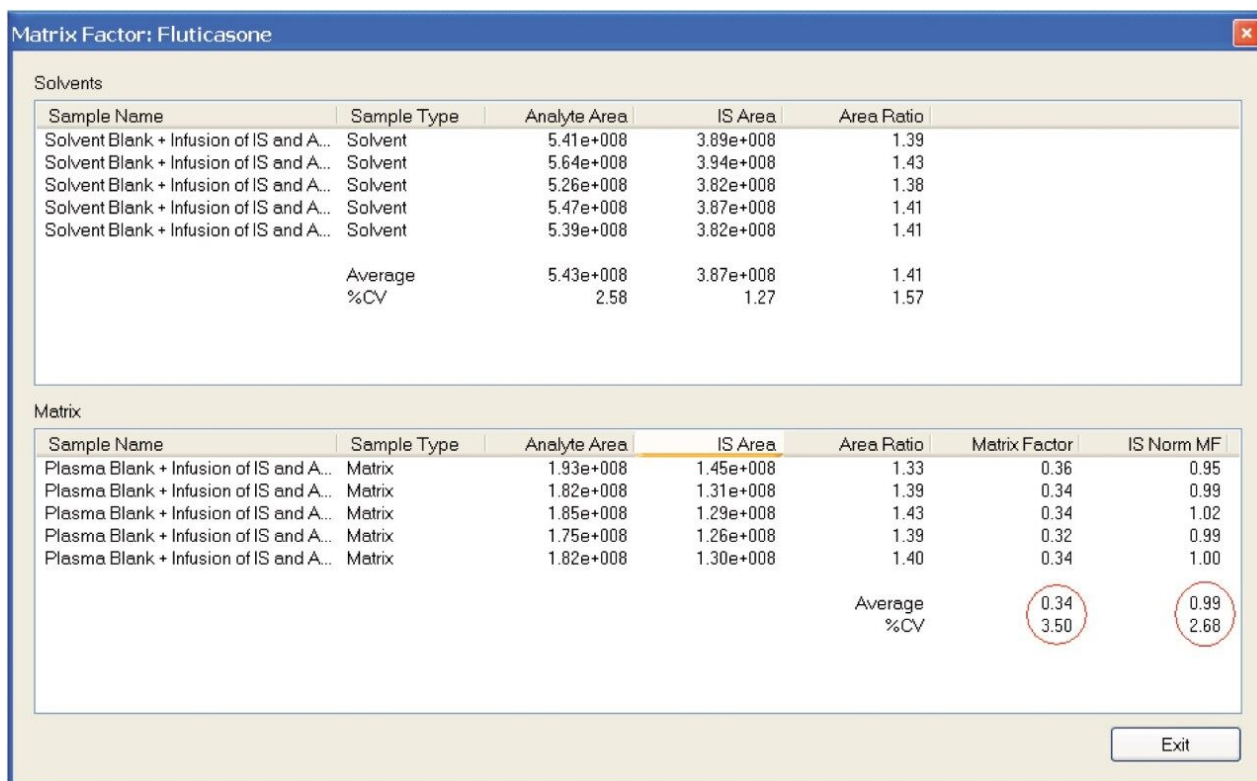 Matrix Factor: Fluticasone
Solvents
Sample Name Sample Type Analyte Area IS Area Area Ratio
Solvent Blank + Infusion of IS and A... Solvent 5.41e+008 3.89e+008 1.39
Solvent Blank + Infusion of IS and A... Solvent 5.64e+008 3.94e+008 1.43
Solvent Blank + Infusion of IS and A... Solvent 5.26e+008 3.82e+008 1.38
Solvent Blank + Infusion of IS and A... Solvent 5.47e+008 3.87e+008 1.41
Solvent Blank + Infusion of IS and A... Solvent 5.39e+008 3.82e+008 1.41
Average 5.43e+008 3.87e+008 1.41
%CV 2.58 1.27 1.57
Matrix
Sample Name Sample Type Analyte Area IS Area Area Ratio Matrix Factor IS Norm MF
Plasma Blank + Infusion of IS and A... Matrix 1.93e+008 1.45e+008 1.33 0.36 0.95
Plasma Blank + Infusion of IS and A... Matrix 1.82e+008 1.31e+008 1.39 0.34 0.99
Plasma Blank + Infusion of IS and A... Matrix 1.85e+008 1.29e+008 1.43 0.34 1.02
Plasma Blank + Infusion of IS and A... Matrix 1.75e+008 1.26e+008 1.39 0.32 0.99
Plasma Blank + Infusion of IS and A... Matrix 1.82e+008 1.30e+008 1.40 0.34 1.00
Average 0.34 0.99
%CV 3.50 2.68
Exit